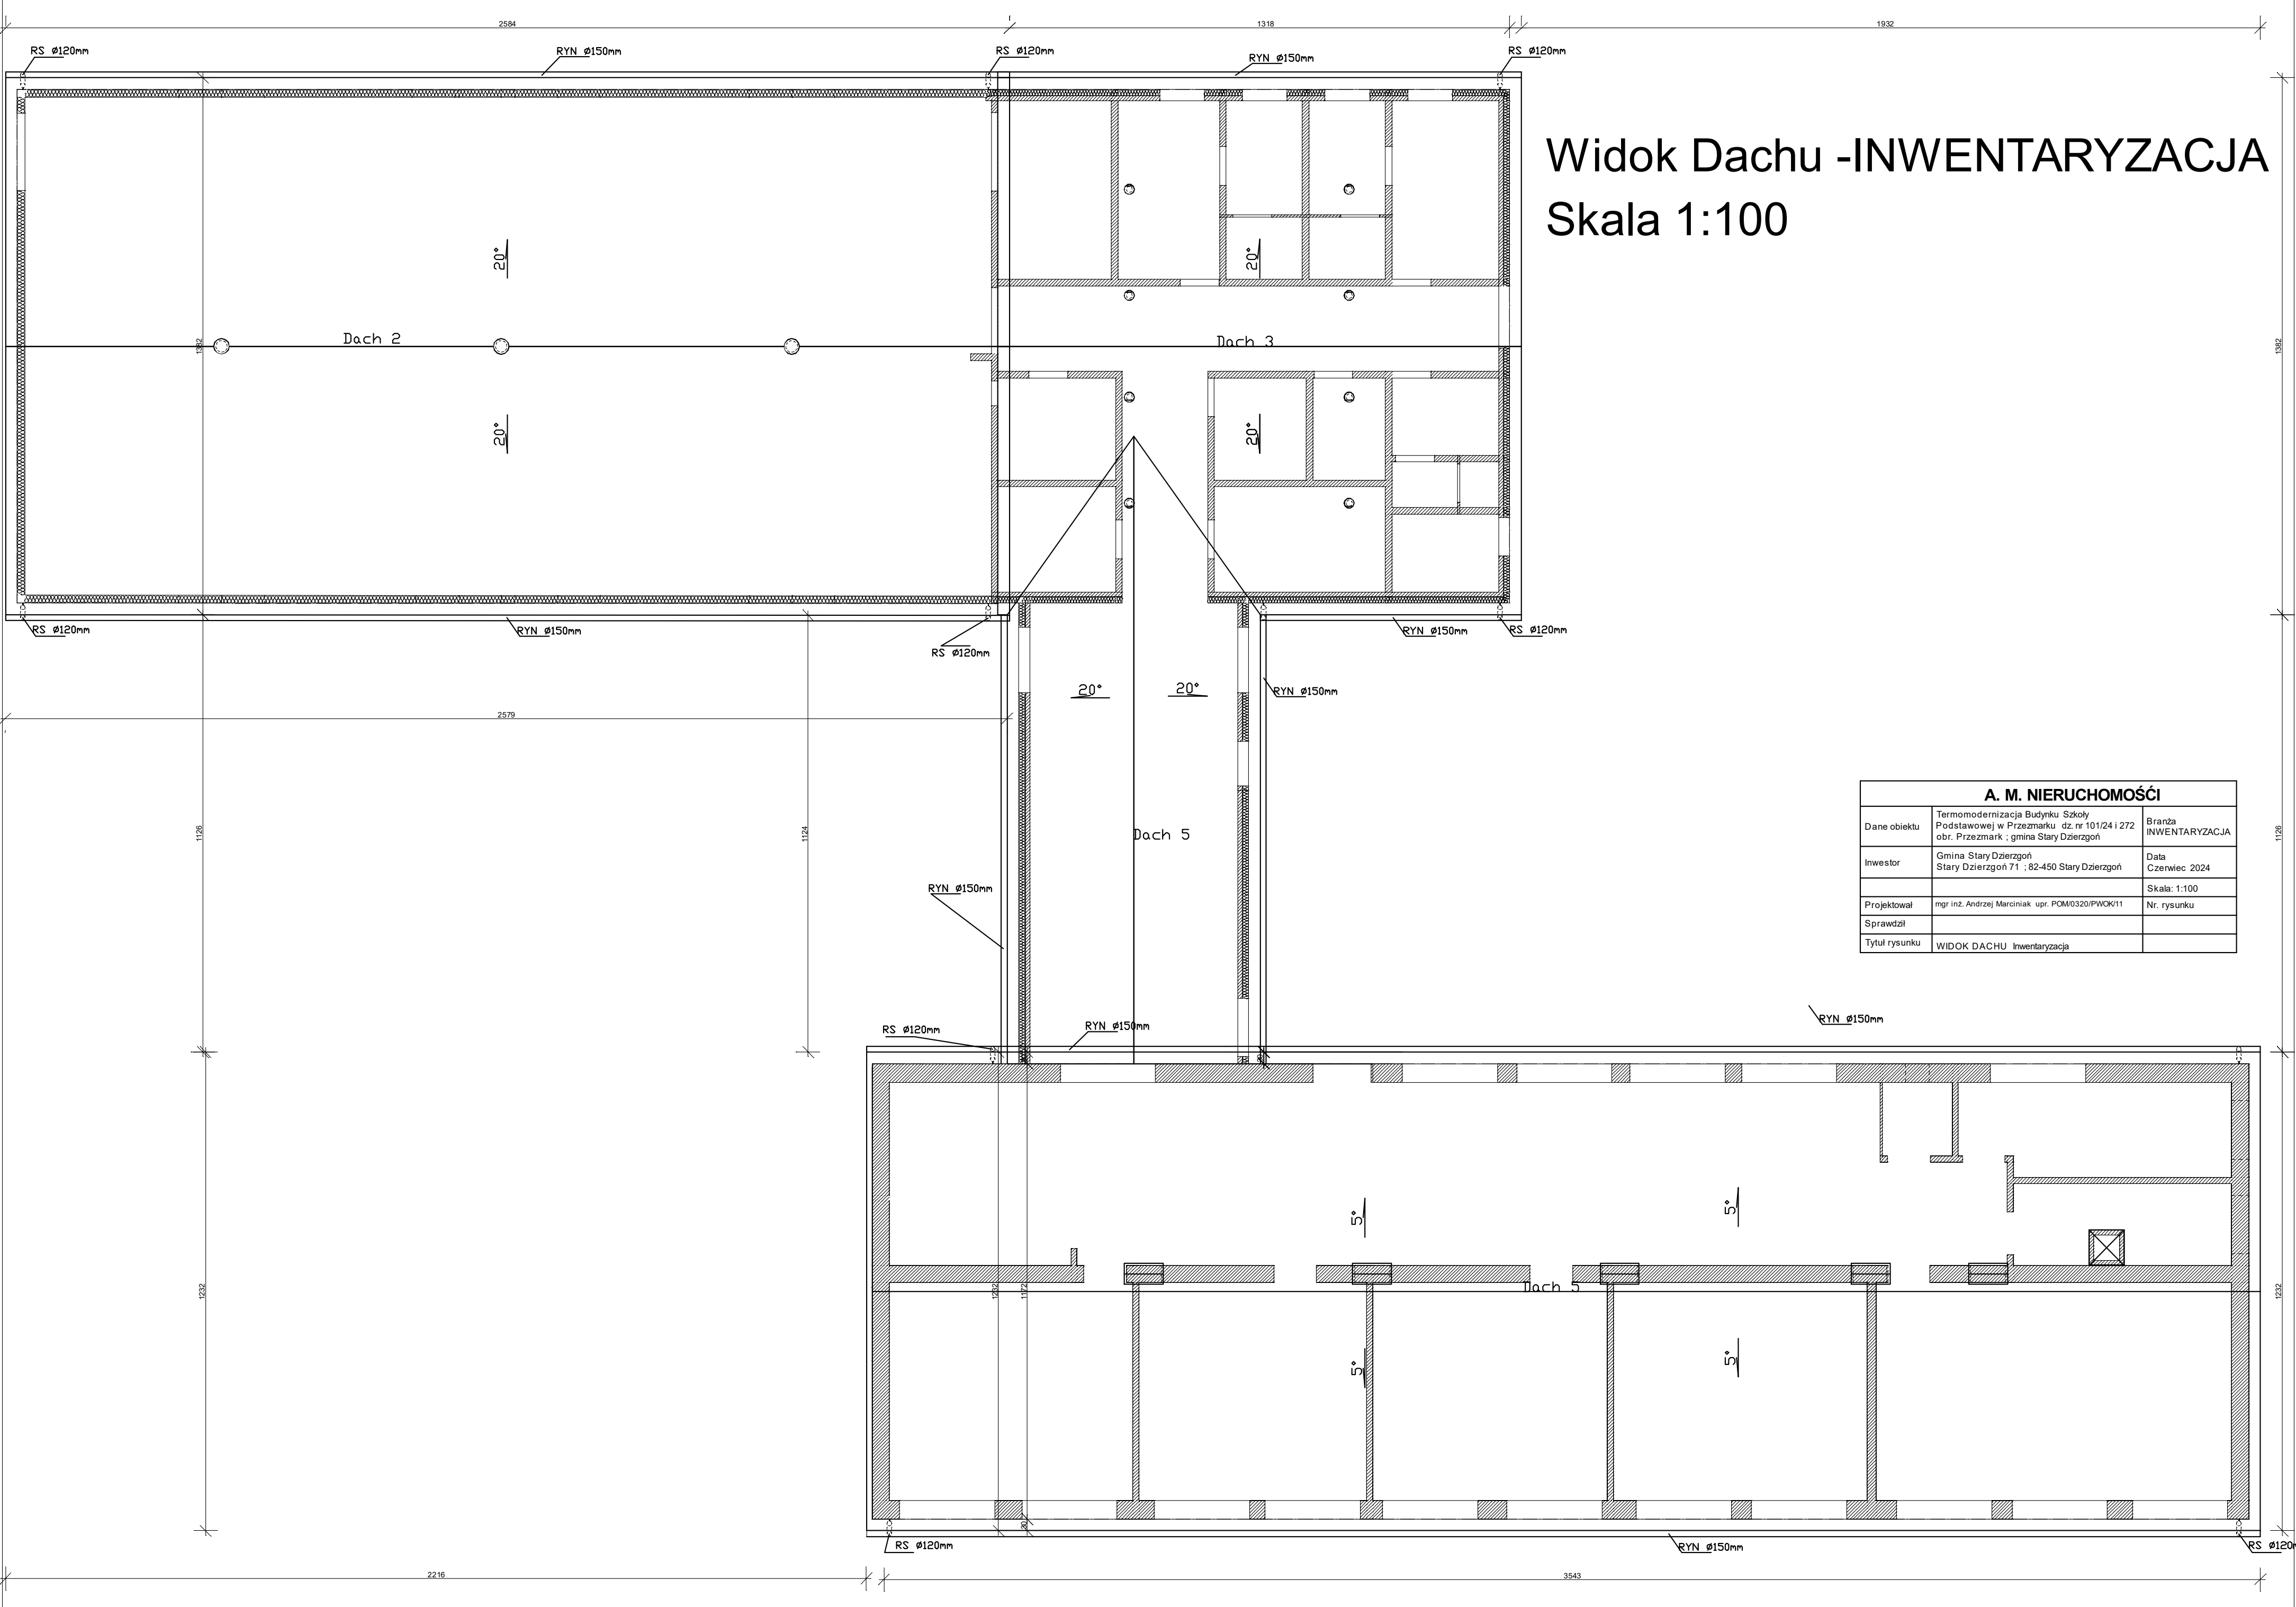 2584
1318
1932
RS Ø120mm
RYN Ø150mm
RS Ø120mm
RYN Ø150mm
RS Ø120mm
Widok Dachu -INWENTARYZACJA
Skala 1:100
20°
20°
1382
Dach 2
Dach 3
1382
20°
20°
RS Ø120mm
RYN Ø150mm
RS Ø120mm
RYN Ø150mm
RS Ø120mm
20°
20°
RYN Ø150mm
2579
1126
1124
Dach 5
1126
A. M. NIERUCHOMOŚĆI
Dane obiektu
Termomodernizacja Budynku Szkoły
Podstawowej w Przezmarku dz. nr 101/24 i 272
obr. Przezmark ; gmina Stary Dzierzgoń
Branża
INWENTARYZACJA
Inwestor
Gmina Stary Dzierzgoń
Stary Dzierzgoń 71 ; 82-450 Stary Dzierzgoń
Data
Czerwiec 2024
Skala: 1:100
Projektował
mgr inż. Andrzej Marciniak upr. POM/0320/PWOK/11
Nr. rysunku
Sprawdził
Tytuł rysunku
WIDOK DACHU Inwentaryzacja
RYN Ø150mm
RS Ø120mm
RYN Ø150mm
RYN Ø150mm
5°
5°
1232
1232
1172
Dach 5
1232
5°
5°
RS Ø120mm
RYN Ø150mm
RS Ø120m
2216
3543